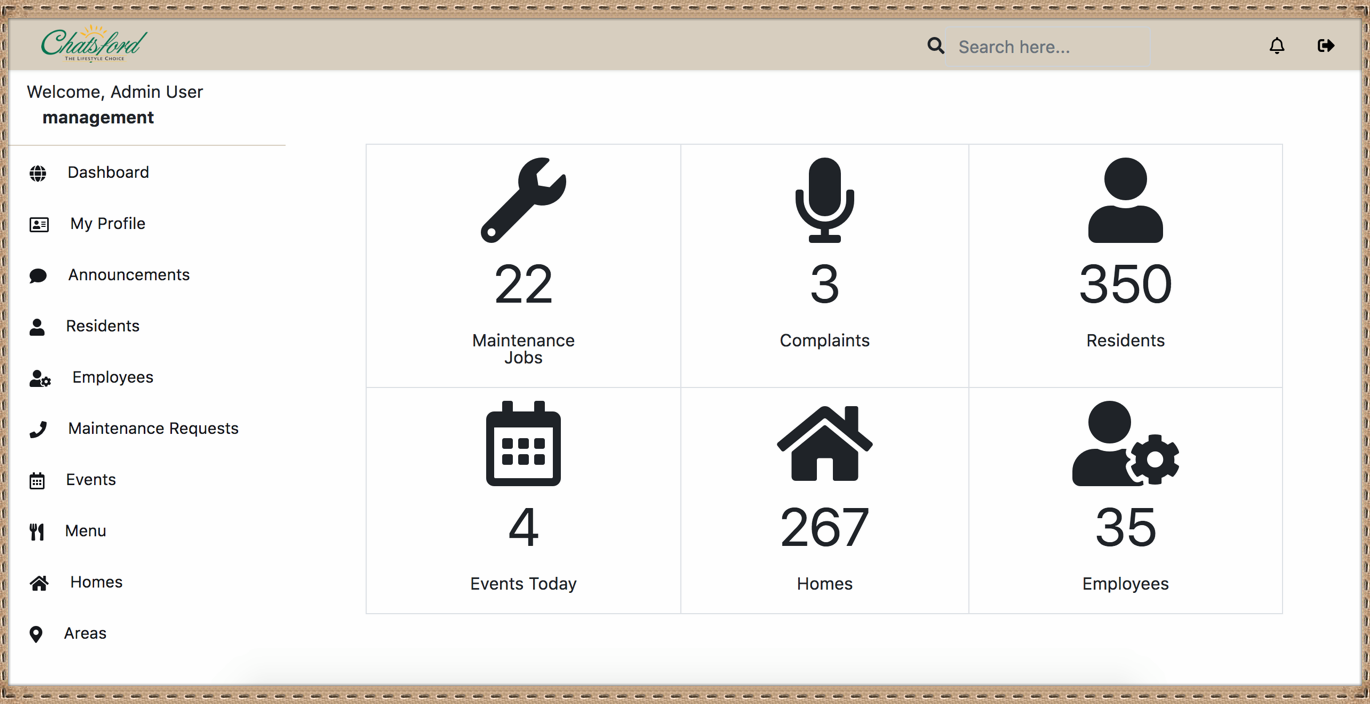 Chatsford
THE LIFESTYLE CHOICE
Search here...
Welcome, Admin User
management
Dashboard
My Profile
Announcements
Residents
Employees
Maintenance Requests
Events
Menu
Homes
Areas
22
Maintenance
Jobs
3
Complaints
350
Residents
4
Events Today
267
Homes
35
Employees